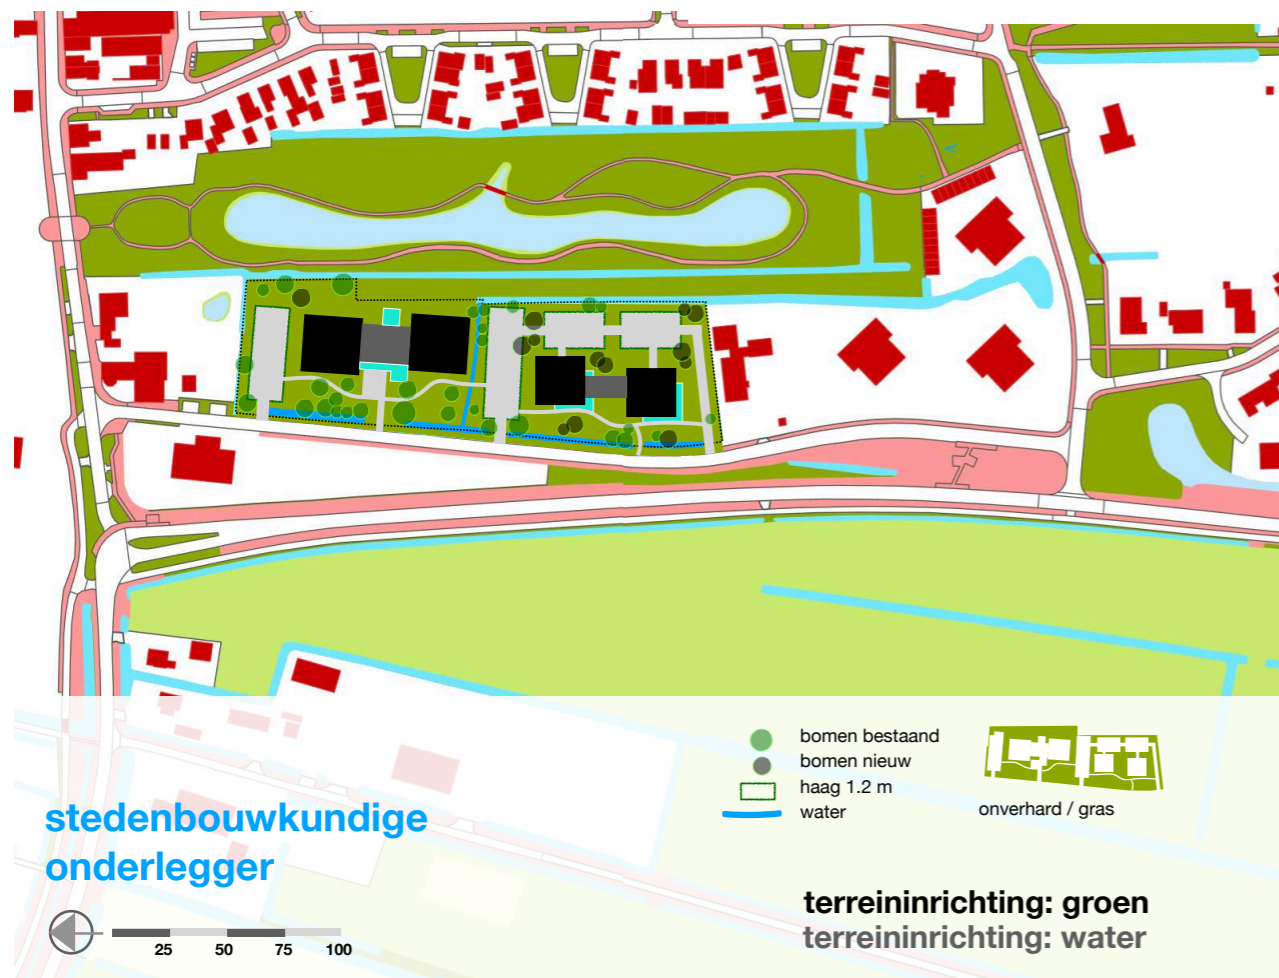 bomen bestaand
bomen nieuw
haag 1.2 m
water
onverhard / gras
stedenbouwkundige
onderlegger
terreininrichting: groen
terreininrichting: water
25 50 75 100